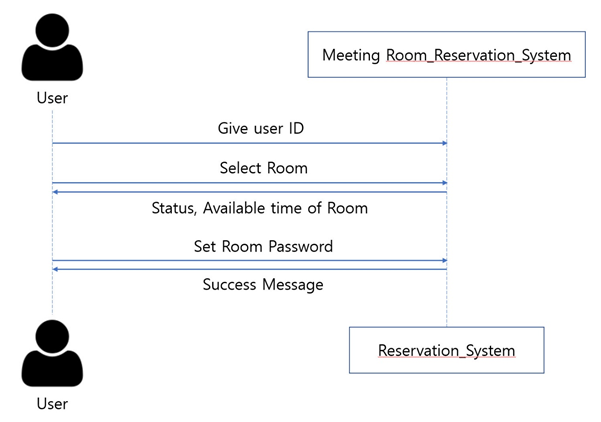 Meeting Room_Reservation_System
User
Give user ID
Select Room
Status, Available time of Room
Set Room Password
Success Message
Reservation_System
User